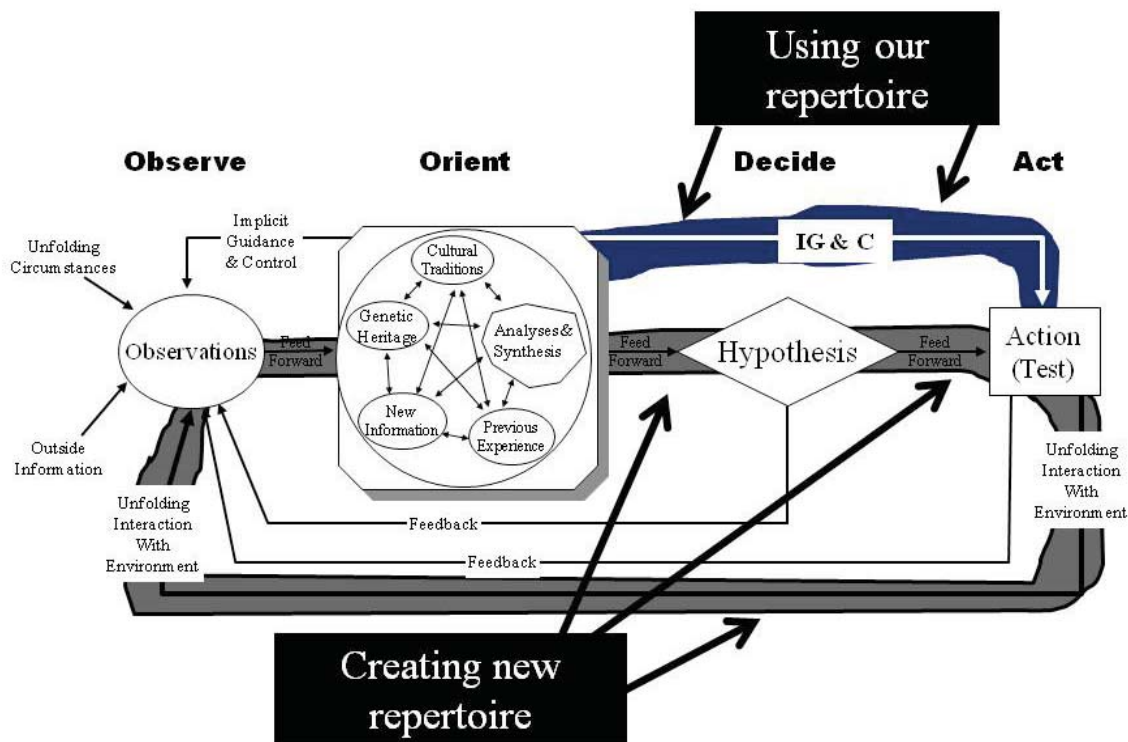 Using our
repertoire
Observe
Orient
Decide
Act
Implicit
Guidance
& Control
Unfolding
Circumstances
Observations
Outside
Information
Feed
Forward
Cultural
Traditions
Genetic
Heritage
Analyses&
Synthesis
New
Information
Previous
Experience
IG & C
Feed
Forward
Hypothesis
Feed
Forward
Action
(Test)
Unfolding
Interaction
With
Environment
Feedback
Unfolding
Interaction
With
Environment
Feedback
Creating new
repertoire